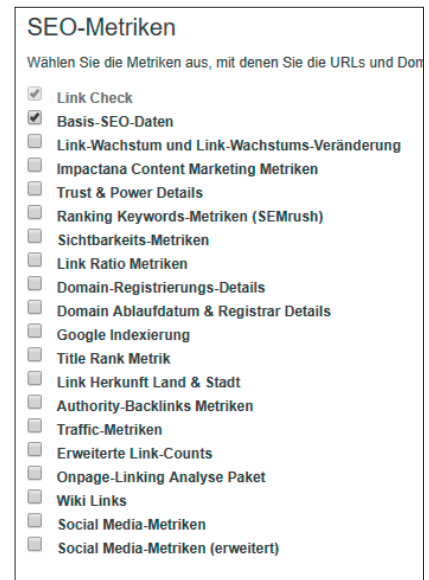 SEO-Metriken
Wählen Sie die Metriken aus, mit denen Sie die URLs und
Link Check
Basis-SEO-Daten
Link-Wachstum und Link-Wachstums-Veränderung
Impactana Content Marketing Metriken
Trust & Power Details
Ranking Keywords-Metriken (SEMrush)
Sichtbarkeits-Metriken
Link Ratio Metriken
Domain-Registrierungs-Details
Domain Ablaufdatum & Registrar Details
Google Indexierung
Title Rank Metrik
Link Herkunft Land & Stadt
Authority-Backlinks Metriken
Traffic-Metriken
Erweiterte Link-Counts
Onpage-Linking Analyse Paket
Wiki Links
Social Media-Metriken
Social Media-Metriken (erweitert)